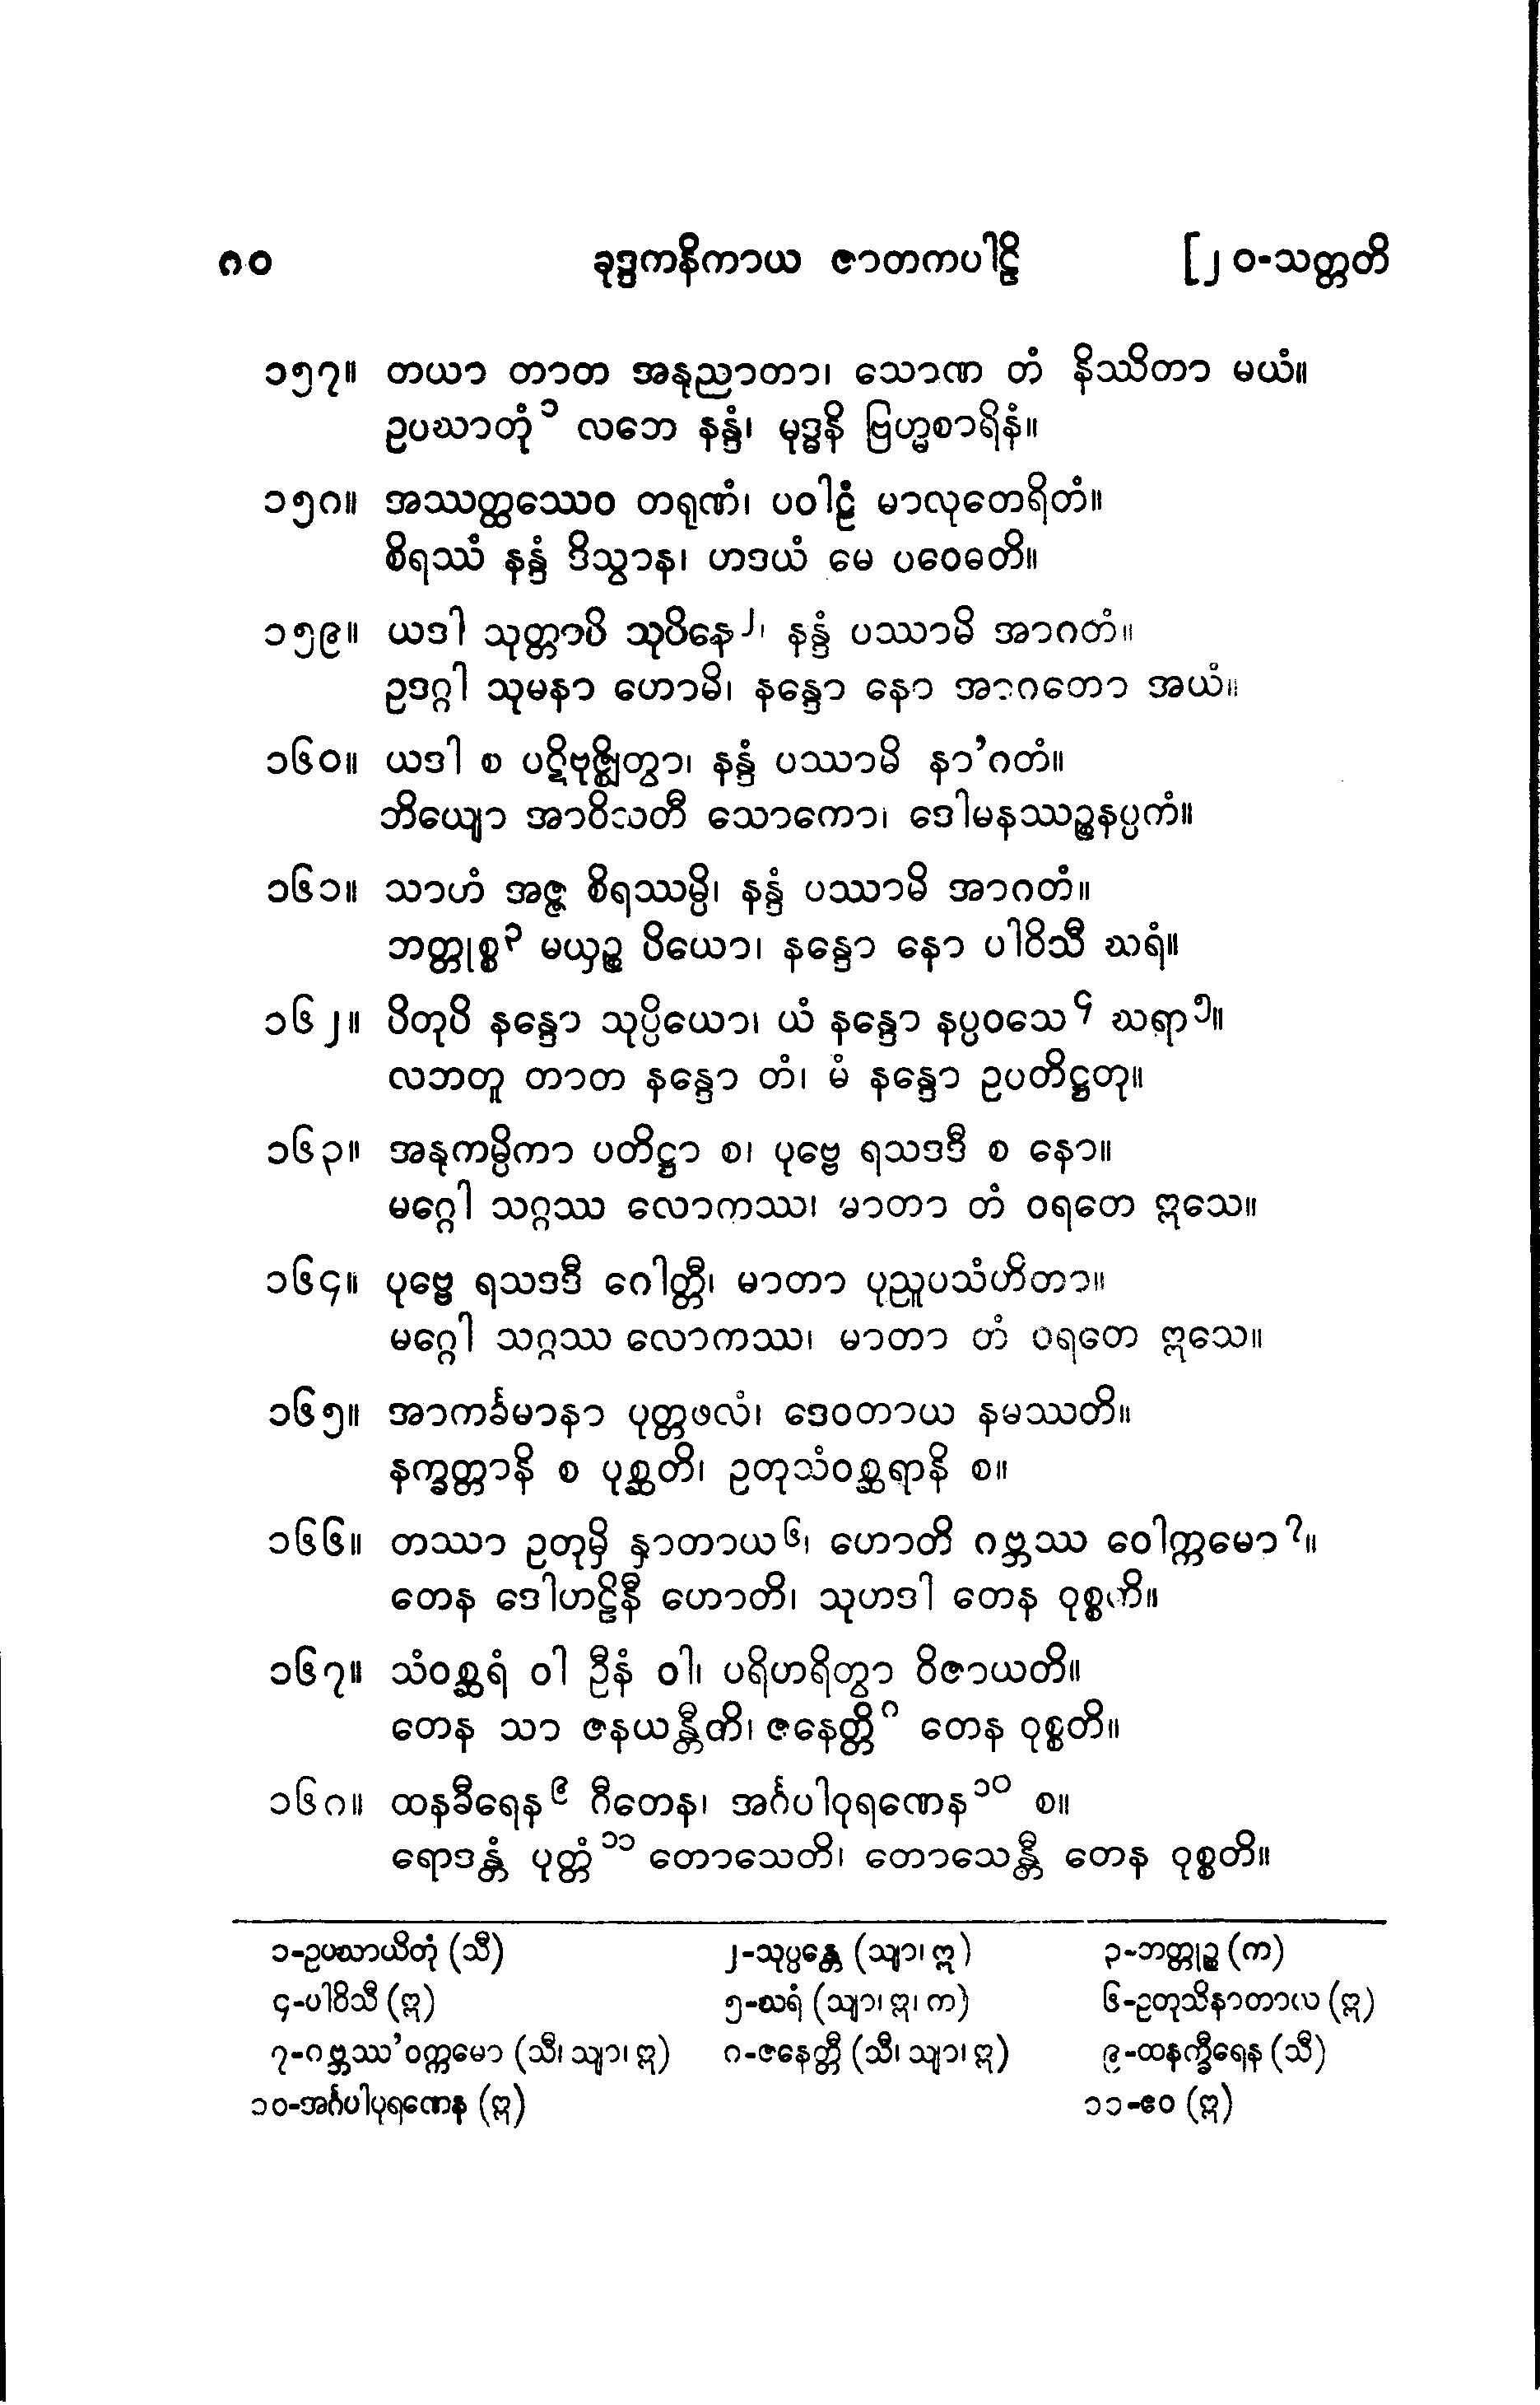 ၈၀ ခုဒ္ဒကနိကာယ ဇာတကပါဠိ [၂၀-သတ္တတိ
၁၅၇။ တယာ တာတ အနုညာတာ၊ သောဏ တံ နိဿိတာ မယံ။
ဥပဃာတုံ၁ လဘေ နန္ဒံ၊ မုဒ္ဓနိ ဗြဟ္မစာရိနံ။
၁၅၈။ အဿတ္ထဿေဝ တရုဏံ၊ ပဝါဠံ မာလုတေရိတံ။
စိရဿံ နန္ဒံ ဒိသွာန၊ ဟဒယံ မေ ပဝေဓတိ။
၁၅၉။ ယဒါ သုတ္တာပိ သုပိနေ၂၊ နန္ဒံ ပဿာမိ အာဂတံ။
ဥဒဂ္ဂါ သုမနာ ဟောမိ၊ နန္ဒော နော အာဂတော အယံ။
၁၆၀။ ယဒါ စ ပဋိဗုဇ္ဈိတွာ၊ နန္ဒံ ပဿာမိ နာ’ဂတံ။
ဘိယျော အာဝိသတီ သောကော၊ ဒေါမနဿဉ္စနပ္ပကံ။
၁၆၁။ သာဟံ အဇ္ဇ စိရဿမ္ပိ၊ နန္ဒံ ပဿာမိ အာဂတံ။
ဘတ္တုစ္စ၃ မယှဉ္စ ပိယော၊ နန္ဒော နော ပါဝိသီ ဃရံ။
၁၆၂။ ပိတုပိ နန္ဒော သုပ္ပိယော၊ ယံ နန္ဒော နပ္ပဝသေ၄ ဃရာ၅။
လဘတူ တာတ နန္ဒော တံ၊ မံ နန္ဒော ဥပတိဋ္ဌတု။
၁၆၃။ အနုကမ္ပိကာ ပတိဋ္ဌာ စ၊ ပုဗ္ဗေ ရသဒဒီ စ နော။
မဂ္ဂေါ သဂ္ဂဿ လောကဿ၊ မာတာ တံ ဝရတေ ဣသေ။
၁၆၄။ ပုဗ္ဗေ ရသဒဒီ ဂေါတ္တီ၊ မာတာ ပုညူပသံဟိတာ။
မဂ္ဂေါ သဂ္ဂဿ လောကဿ၊ မာတာ တံ ဝရတေ ဣသေ။
၁၆၅။ အာကင်္ခမာနာ ပုတ္တဖလံ၊ ဒေဝတာယ နမဿတိ။
နက္ခတ္တာနိ စ ပုစ္ဆတိ၊ ဥတုသံဝစ္ဆရာနိ စ။
၁၆၆။ တဿာ ဥတုမှိ နှာတာယ၆၊ ဟောတိ ဂဗ္ဘဿ ဝေါက္ကမော၇။
တေန ဒေါဟဠိနီ ဟောတိ၊ သုဟဒါ တေန ဝုစ္စတိ။
၁၆၇။ သံဝစ္ဆရံ ဝါ ဦနံ ဝါ၊ ပရိဟရိတွာ ဝိဇာယတိ။
တေန သာ ဇနယန္တီတိ၊ ဇနေတ္တိ၈ တေန ဝုစ္စတိ။
၁၆၈။ ထနခီရေန၉ ဂီတေန၊ အင်္ဂပါဝုရဏေန၁၀ စ။
ရောဒန္တံ ပုတ္တံ၁၁ တောသေတိ၊ တောသေန္တီ တေန ဝုစ္စတိ။
၁-ဥပဃာယိတုံ (သီ) ၂-သုပ္ပန္တေ (သျာ၊ ဣ) ၃-ဘတ္တုဉ္စ (က)
၄-ပါဝိသီ (ဣ) ၅-ဃရံ (သျာ၊ ဣ၊ က) ၆-ဥတုသိနာတာယ (ဣ)
၇-ဂဗ္ဘဿ’ဝက္ကမော (သီ၊ သျာ၊ ဣ) ၈-ဇနေတ္တီ (သီ၊ သျာ၊ ဣ) ၉-ထနက္ခီရေန (သီ)
၁၀-အင်္ဂပါပုရဏေန (ဣ) ၁၁-ဧဝ (ဣ)